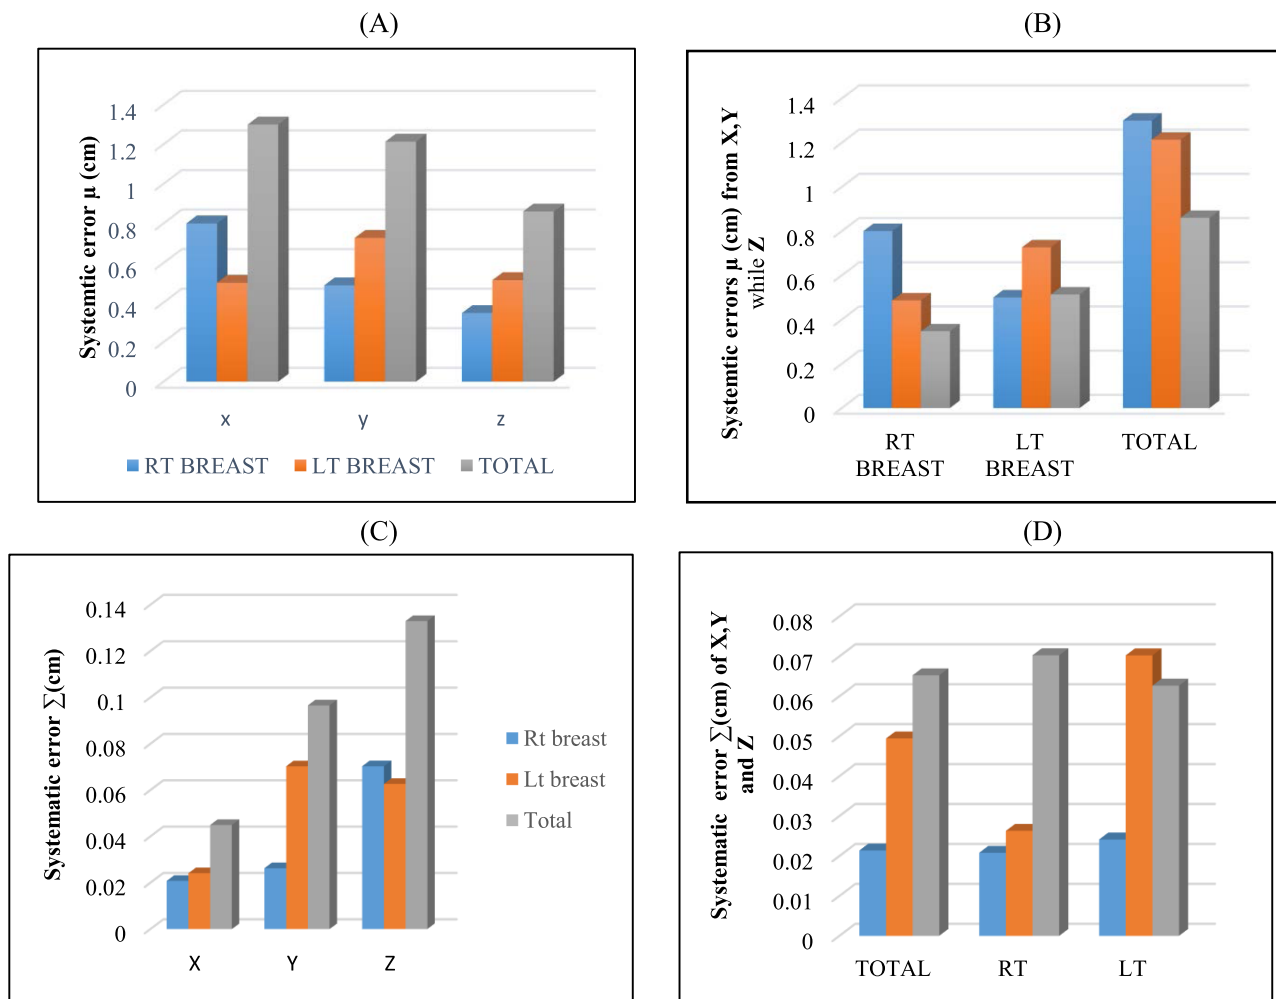 (A)
Systemtic error µ (cm)
1.4
1.2
1
0.8
0.6
0.4
0.2
0
x y z
RT BREAST LT BREAST TOTAL
(B)
Systemtic errors µ (cm) from X,Y
while Z
1.4
1.2
1
0.8
0.6
0.4
0.2
0
RT
BREAST
LT
BREAST
TOTAL
(C)
Systematic error ∑(cm)
0.14
0.12
0.1
0.08
0.06
0.04
0.02
0
X Y Z
Rt breast
Lt breast
Total
(D)
Systematic error ∑(cm) of X,Y
and Z
0.08
0.07
0.06
0.05
0.04
0.03
0.02
0.01
0
TOTAL RT LT